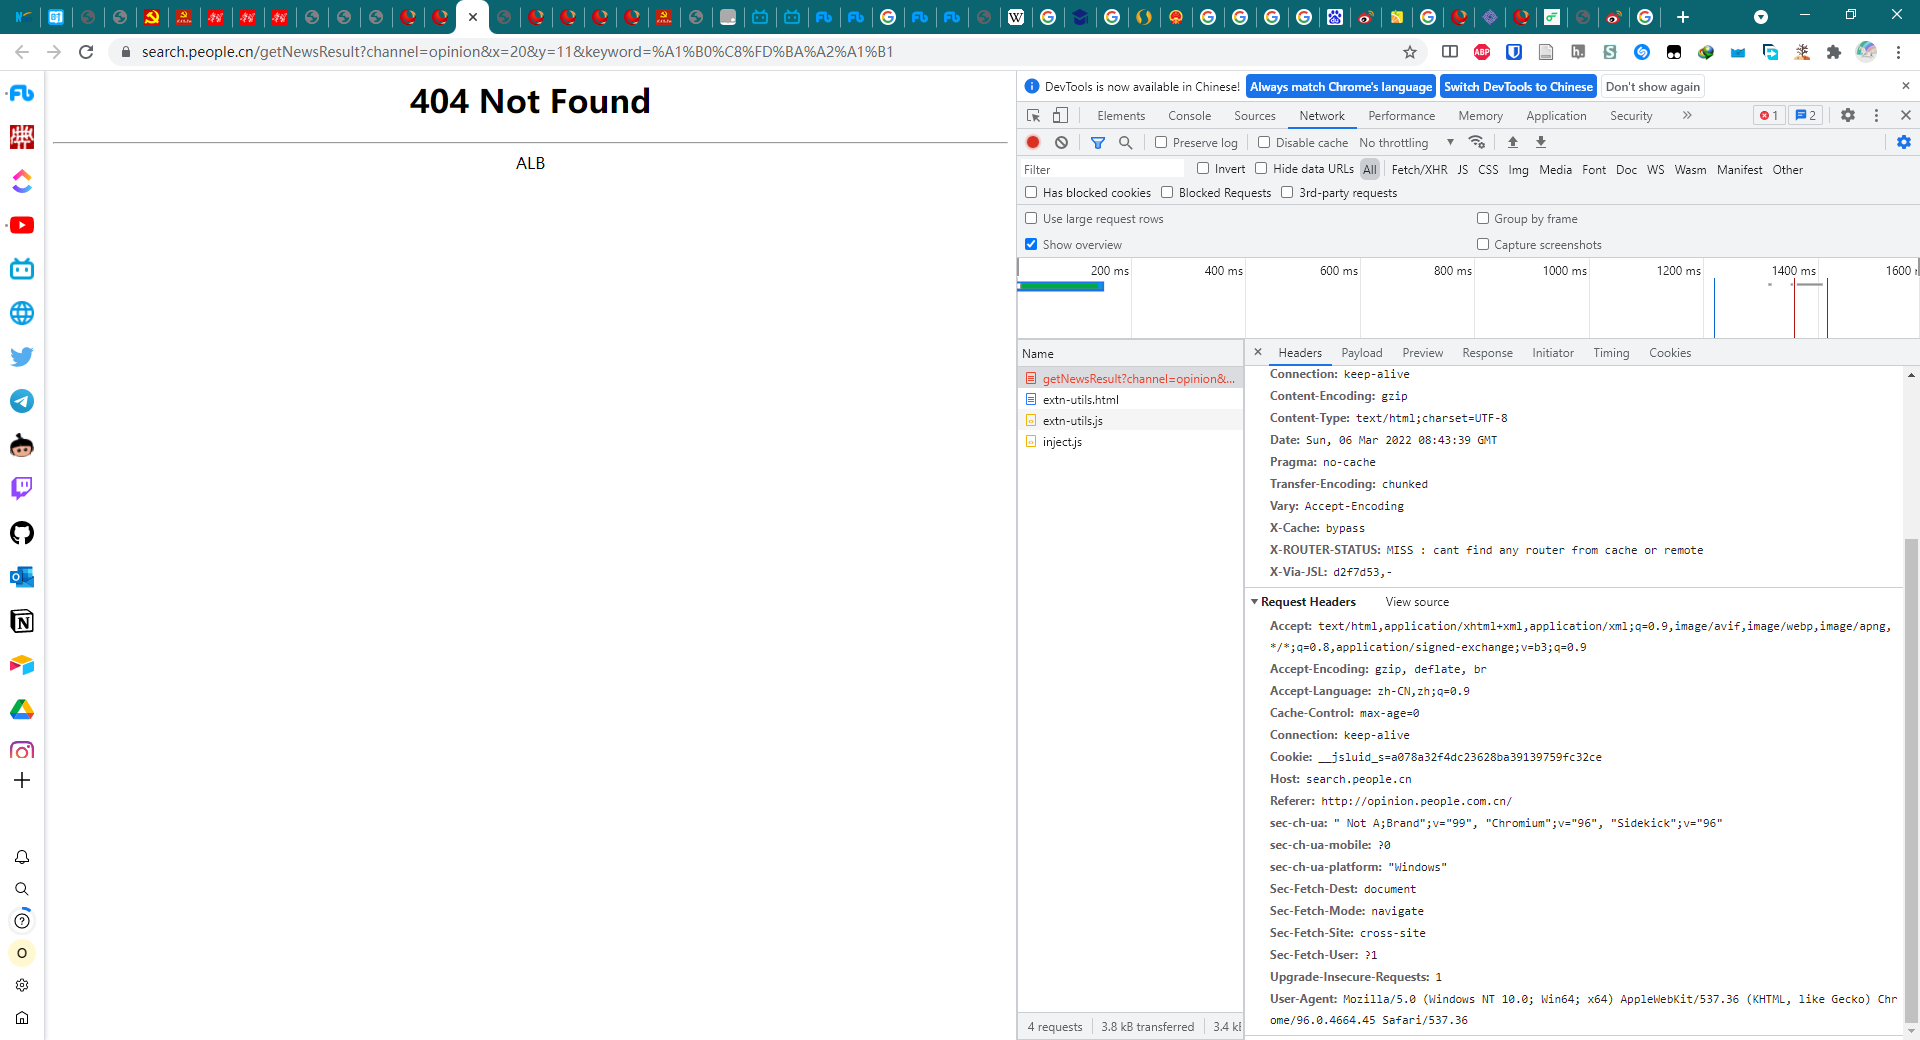 search.people.cn/getNewsResult?channel=opinion&x=20&y=11&keyword=%A1%B0%C8%FD%BA%A2%A1%B1
404 Not Found
ALB
DevTools is now available in Chinese! Always match Chrome's language Switch DevTools to Chinese Don't show again
Elements Console Sources Network Performance Memory Application Security 1 2
Preserve log Disable cache No throttling
Filter Invert Hide data URLs All Fetch/XHR JS CSS Img Media Font Doc WS Wasm Manifest Other
Has blocked cookies Blocked Requests 3rd-party requests
Use large request rows Group by frame
Show overview Capture screenshots
200 ms 400 ms 600 ms 800 ms 1000 ms 1200 ms 1400 ms 1600
Name
getNewsResult?channel=opinion&...
extn-utils.html
extn-utils.js
inject.js
4 requests 3.8 kB transferred 3.4 kB
Headers Payload Preview Response Initiator Timing Cookies
Connection: keep-alive
Content-Encoding: gzip
Content-Type: text/html;charset=UTF-8
Date: Sun, 06 Mar 2022 08:43:39 GMT
Pragma: no-cache
Transfer-Encoding: chunked
Vary: Accept-Encoding
X-Cache: bypass
X-ROUTER-STATUS: MISS : cant find any router from cache or remote
X-Via-JSL: d2f7d53,-
Request Headers View source
Accept: text/html,application/xhtml+xml,application/xml;q=0.9,image/avif,image/webp,image/apng,
*/*;q=0.8,application/signed-exchange;v=b3;q=0.9
Accept-Encoding: gzip, deflate, br
Accept-Language: zh-CN,zh;q=0.9
Cache-Control: max-age=0
Connection: keep-alive
Cookie: __jsluid_s=a078a32f4dc23628ba39139759fc32ce
Host: search.people.cn
Referer: http://opinion.people.com.cn/
sec-ch-ua: " Not A;Brand";v="99", "Chromium";v="96", "Sidekick";v="96"
sec-ch-ua-mobile: ?0
sec-ch-ua-platform: "Windows"
Sec-Fetch-Dest: document
Sec-Fetch-Mode: navigate
Sec-Fetch-Site: cross-site
Sec-Fetch-User: ?1
Upgrade-Insecure-Requests: 1
User-Agent: Mozilla/5.0 (Windows NT 10.0; Win64; x64) AppleWebKit/537.36 (KHTML, like Gecko) Chr
ome/96.0.4664.45 Safari/537.36